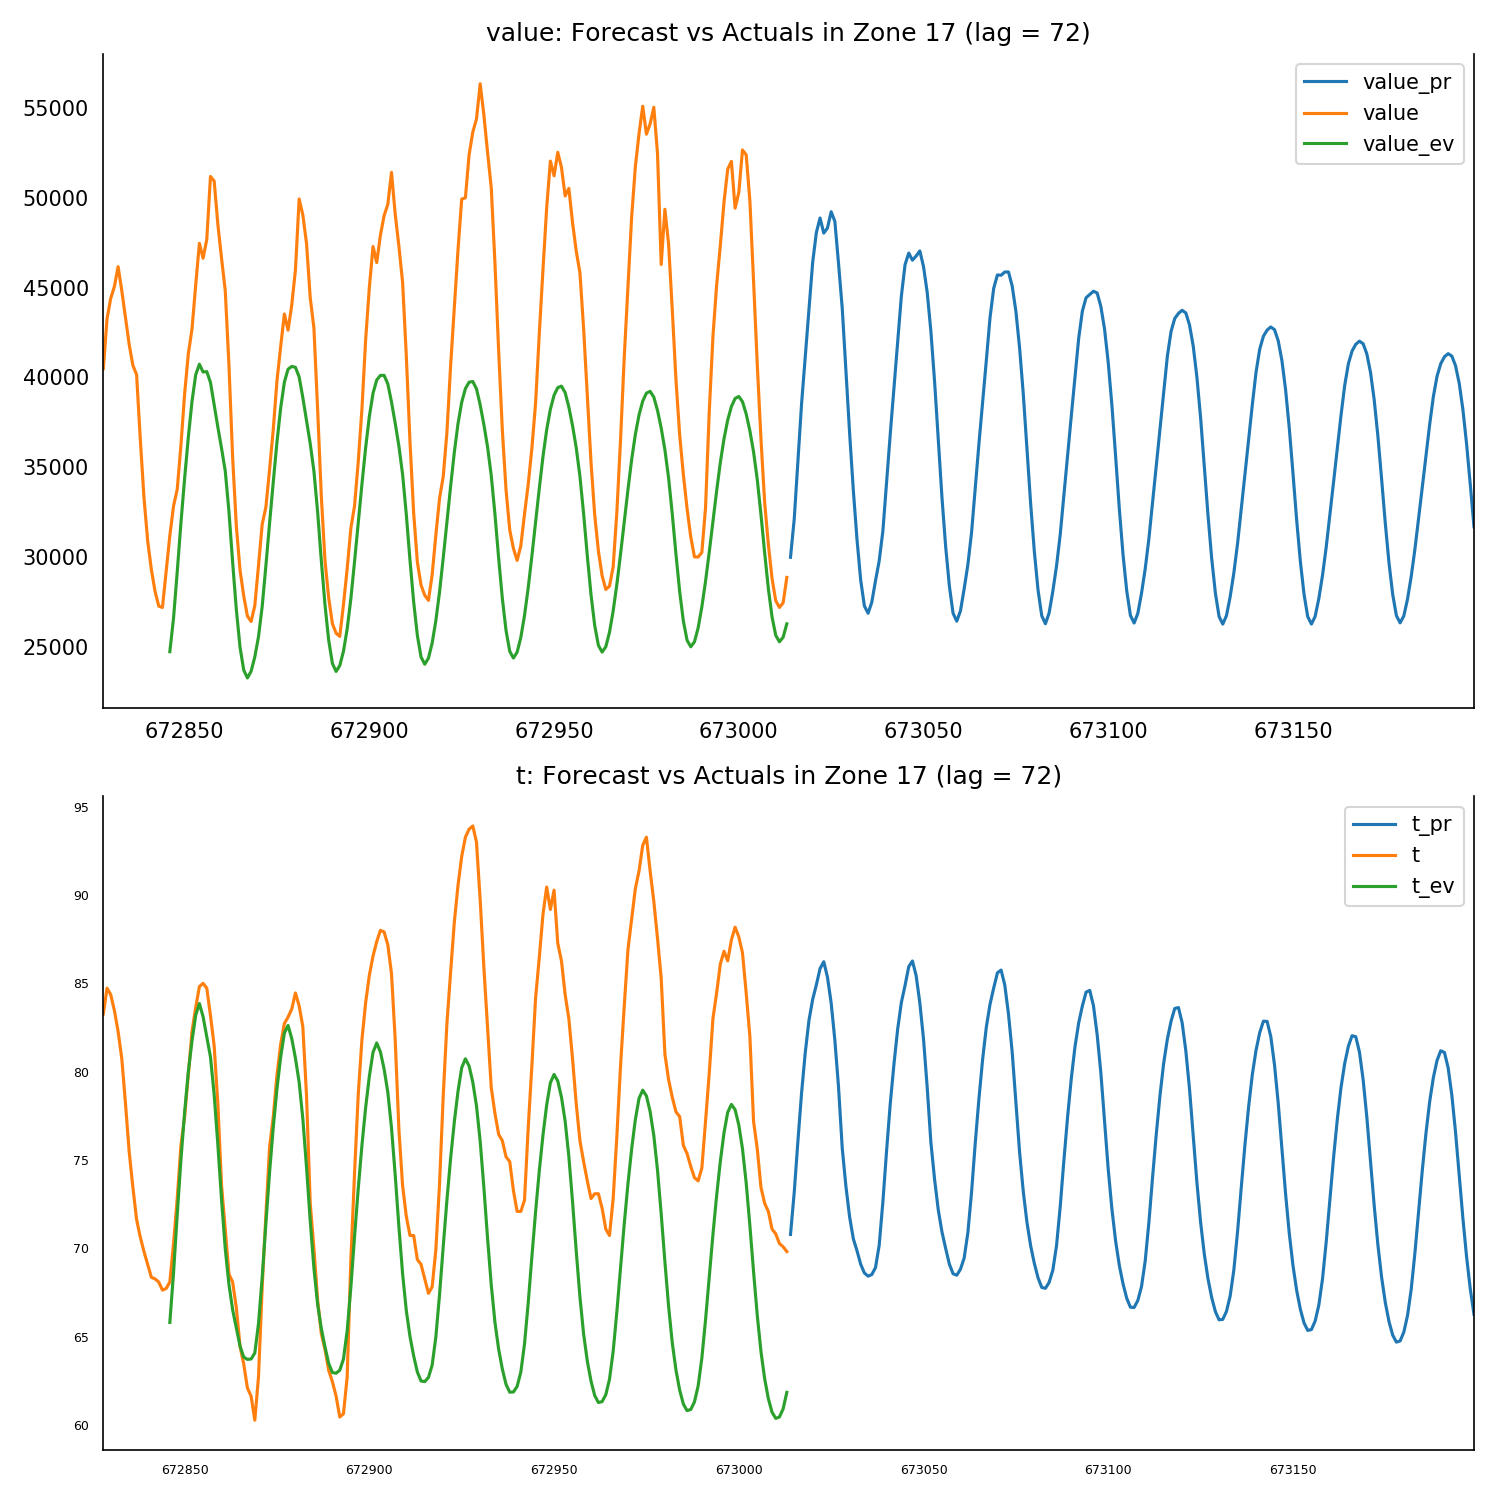 value: Forecast vs Actuals in Zone 17 (lag = 72)
value_pr
value
value_ev
55000
50000
45000
40000
35000
30000
25000
672850 672900 672950 673000 673050 673100 673150
t: Forecast vs Actuals in Zone 17 (lag = 72)
t_pr
t
t_ev
95
90
85
80
75
70
65
60
672850 672900 672950 673000 673050 673100 673150